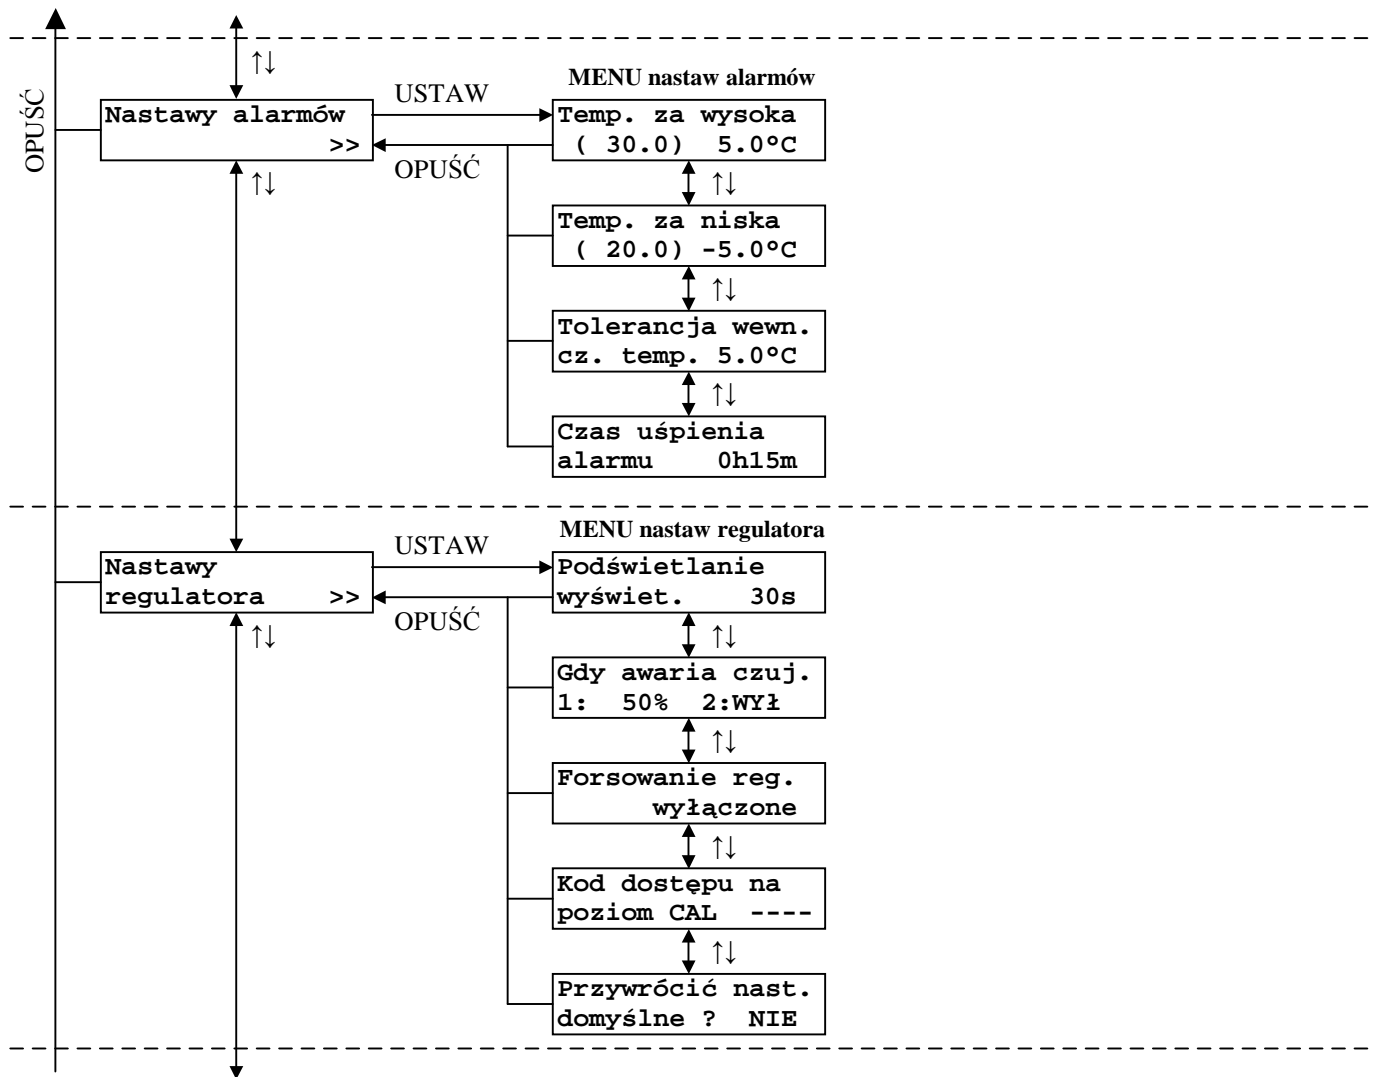 ↑↓
MENU nastaw alarmów
OPUŚĆ
Nastawy alarmów
>>
USTAW
OPUŚĆ
Temp. za wysoka
( 30.0) 5.0°C
↑↓
↑↓
Temp. za niska
( 20.0) -5.0°C
↑↓
Tolerancja wewn.
cz. temp. 5.0°C
↑↓
Czas uśpienia
alarmu 0h15m
MENU nastaw regulatora
Nastawy
regulatora >>
USTAW
OPUŚĆ
Podświetlanie
wyświet. 30s
↑↓
↑↓
Gdy awaria czuj.
1: 50% 2:WYł
↑↓
Forsowanie reg.
wyłączone
↑↓
Kod dostępu na
poziom CAL ----
↑↓
Przywrócić nast.
domyślne ? NIE